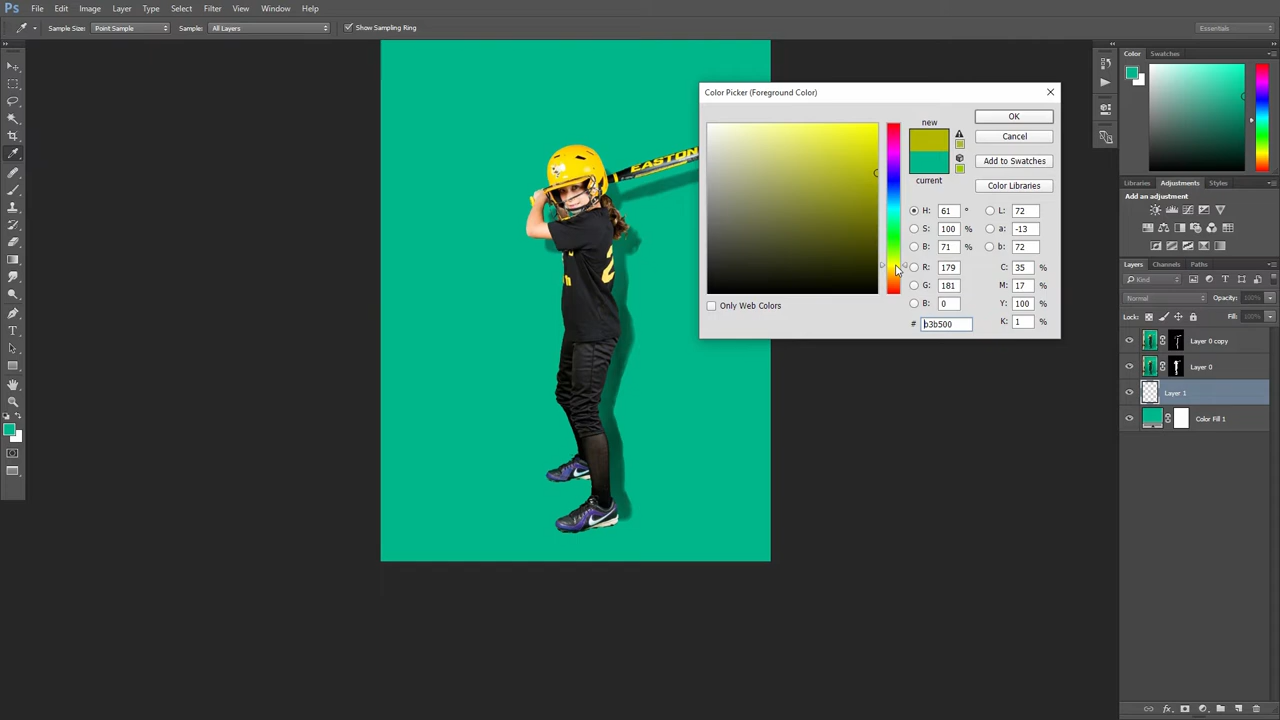 Ps File Edit Image Layer Type Select Filter View Window Help
Sample Size: Point Sample Sample: All Layers Show Sampling Ring Essentials
Color Swatches
Color Picker (Foreground Color)
new
current
OK
Cancel
Add to Swatches
Color Libraries
H: 61 ° L: 72
S: 100 % a: -13
B: 71 % b: 72
R: 179 C: 35 %
G: 181 M: 17 %
B: 0 Y: 100 %
# b3b500 K: 1 %
Only Web Colors
EASTON
2
Libraries Adjustments Styles
Add an adjustment
Layers Channels Paths
Kind
Normal Opacity:
Lock: Fill:
Layer 0 copy
Layer 0
Layer 1
Color Fill 1
fx